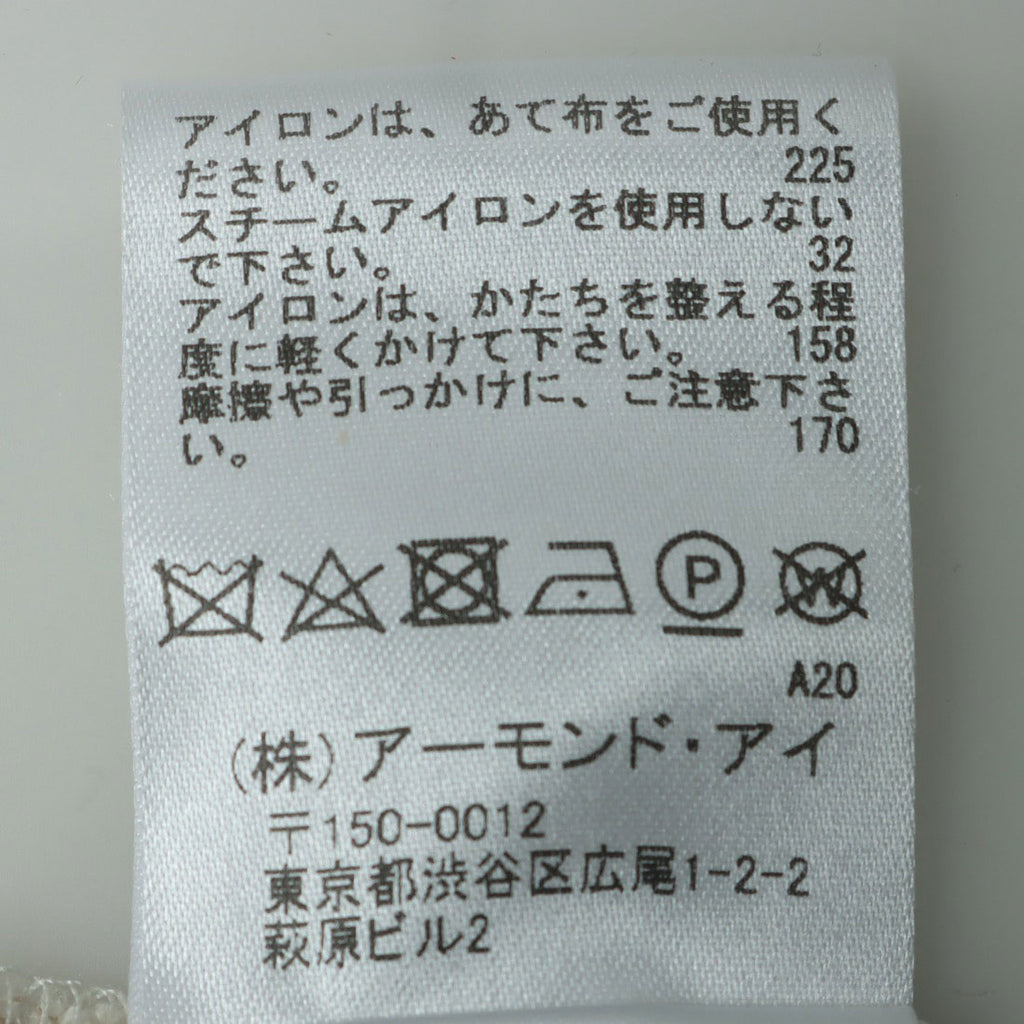 アイロンは、あて布をご使用く
ださい。 225
スチームアイロンを使用しない
で下さい。 32
アイロンは、かたちを整える程
度に軽くかけて下さい。 158
摩擦や引っかけに、ご注意下さ
い。 170
P W
A20
(株)アーモンド・アイ
〒150-0012
東京都渋谷区広尾1-2-2
萩原ビル2